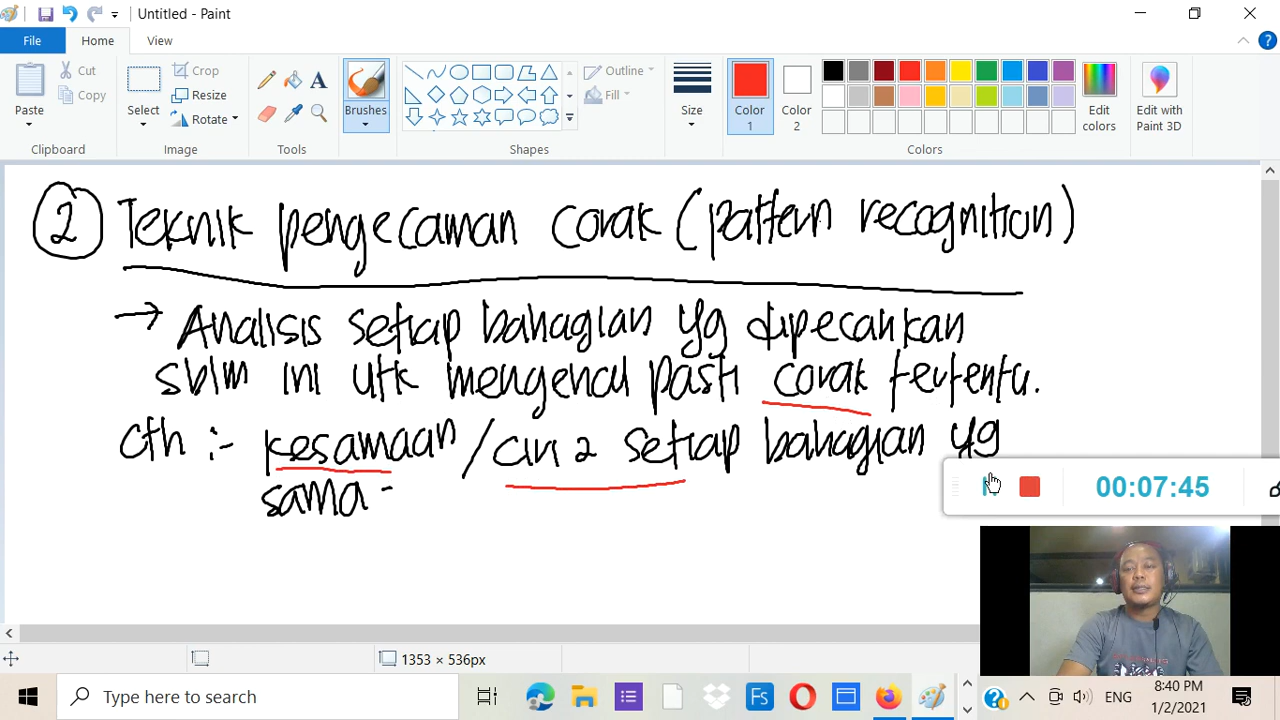 Untitled - Paint
File
Home
View
Paste
Cut
Copy
Clipboard
Select
Crop
Resize
Rotate
Image
Tools
Brushes
Shapes
Outline
Fill
Size
Color 1
Color 2
Edit colors
Edit with Paint 3D
Colors
2 Teknik pengecaman corak (pattern recognition)
→ Analisis setiap bahagian yg dipecahkan
sblm ini utk mengenal pasti corak tertentu.
cth :- kesamaan / ciri2 setiap bahagian yg
sama -
00:07:45
1353 × 536px
Type here to search
ENG
8:40 PM
1/2/2021